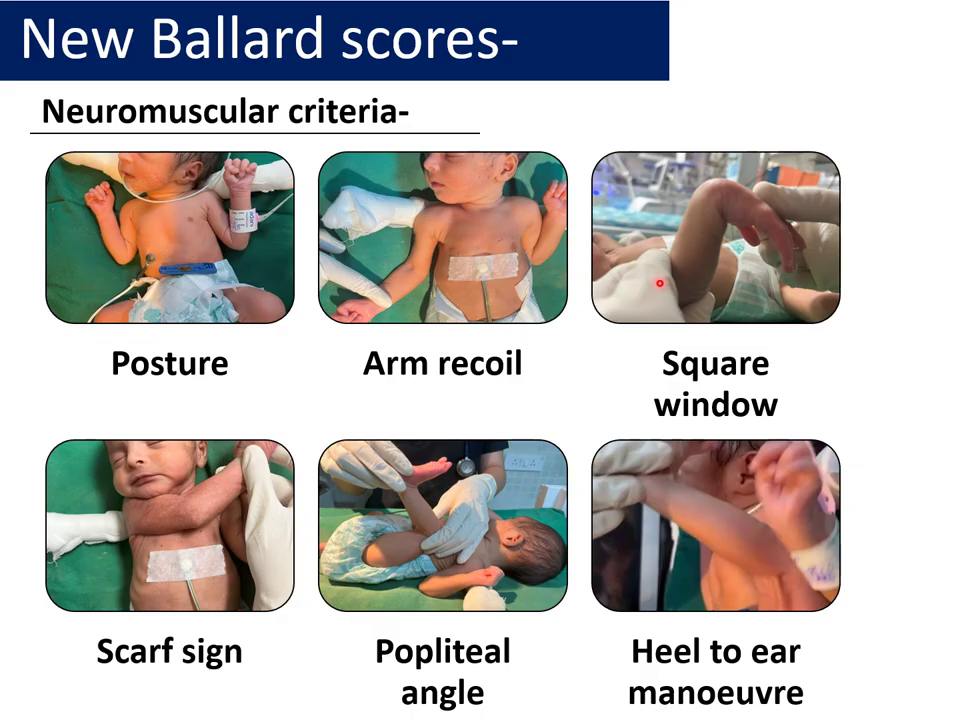 New Ballard scores-
Neuromuscular criteria-
Posture
Arm recoil
Square
window
Scarf sign
Popliteal
angle
Heel to ear
manoeuvre